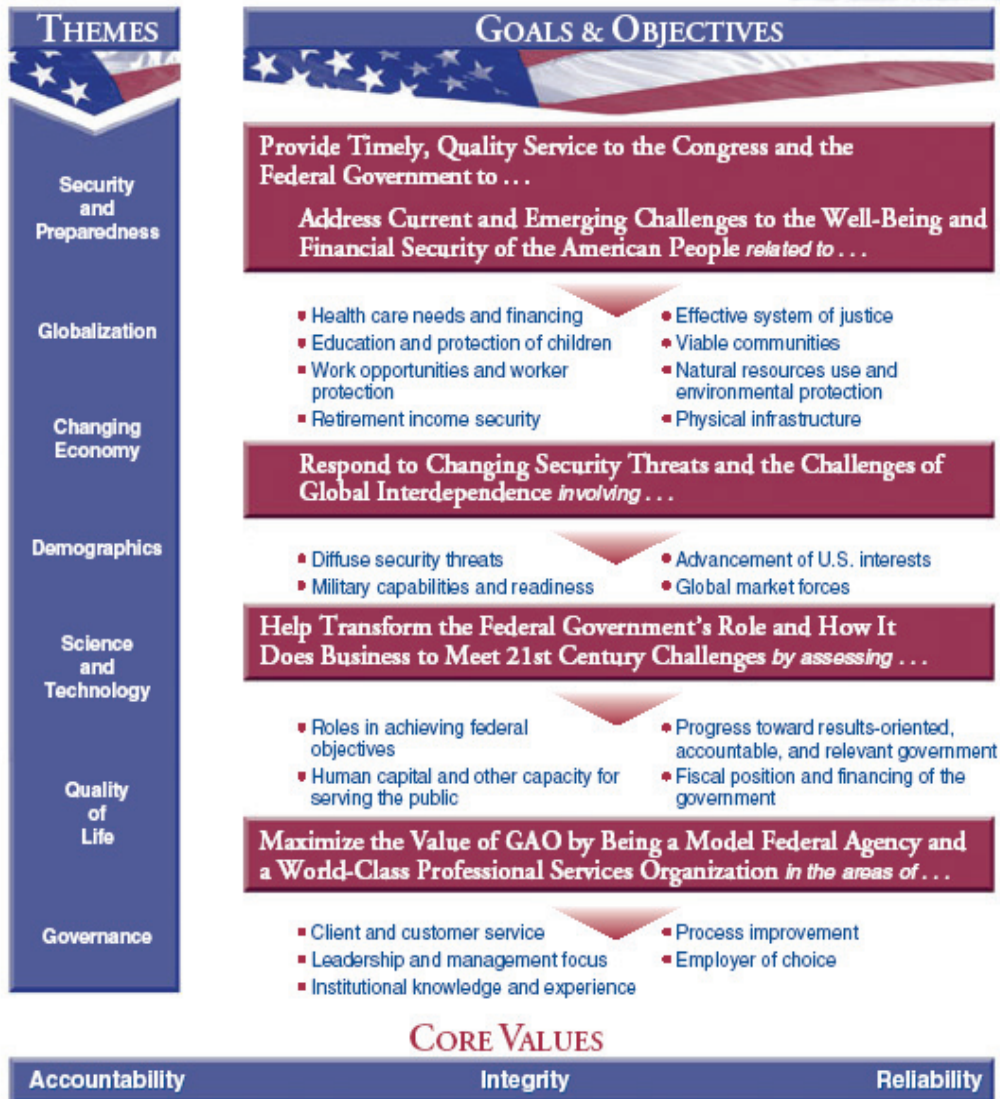 THEMES
Security
and
Preparedness
Globalization
Changing
Economy
Demographics
Science
and
Technology
Quality
of
Life
Governance
GOALS & OBJECTIVES
Provide Timely, Quality Service to the Congress and the
Federal Government to . . .
Address Current and Emerging Challenges to the Well-Being and
Financial Security of the American People related to . . .
Health care needs and financing
Education and protection of children
Work opportunities and worker
protection
Retirement income security
Effective system of justice
Viable communities
Natural resources use and
environmental protection
Physical infrastructure
Respond to Changing Security Threats and the Challenges of
Global Interdependence involving . . .
Diffuse security threats
Military capabilities and readiness
Advancement of U.S. interests
Global market forces
Help Transform the Federal Government's Role and How It
Does Business to Meet 21st Century Challenges by assessing . . .
Roles in achieving federal
objectives
Human capital and other capacity for
serving the public
Progress toward results-oriented,
accountable, and relevant government
Fiscal position and financing of the
government
Maximize the Value of GAO by Being a Model Federal Agency and
a World-Class Professional Services Organization in the areas of . . .
Client and customer service
Leadership and management focus
Institutional knowledge and experience
Process improvement
Employer of choice
CORE VALUES
Accountability Integrity Reliability